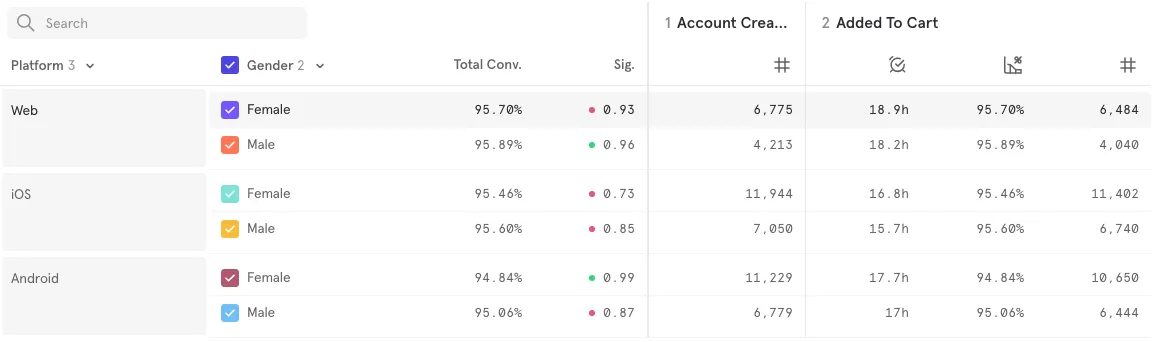 Search
1 Account Crea... 2 Added To Cart
Platform 3 Gender 2 Total Conv. Sig.
Web Female 95.70% 0.93 6,775 18.9h 95.70% 6,484
Male 95.89% 0.96 4,213 18.2h 95.89% 4,040
iOS Female 95.46% 0.73 11,944 16.8h 95.46% 11,402
Male 95.60% 0.85 7,050 15.7h 95.60% 6,740
Android Female 94.84% 0.99 11,229 17.7h 94.84% 10,650
Male 95.06% 0.87 6,779 17h 95.06% 6,444